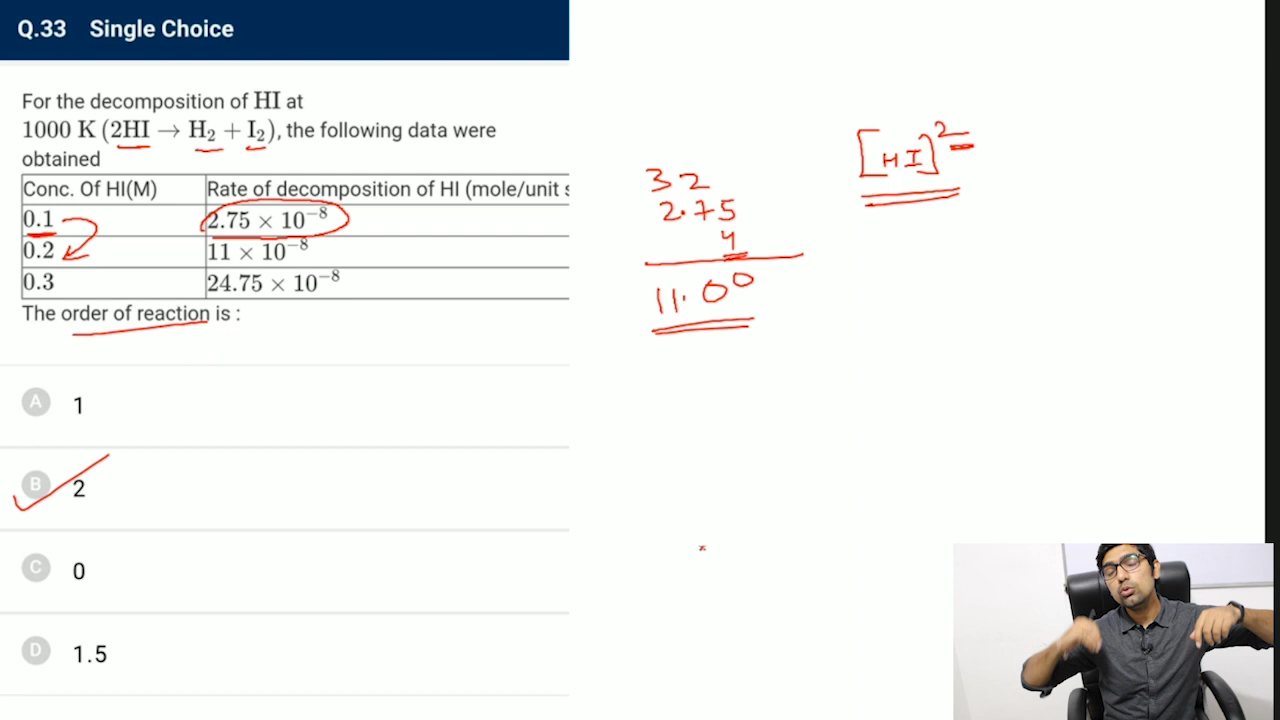 Q.33 Single Choice
For the decomposition of HI at
1000 K (2HI → H₂ + I₂), the following data were
obtained
Conc. Of HI(M) Rate of decomposition of HI (mole/unit s
0.1 2.75 × 10⁻⁸
0.2 11 × 10⁻⁸
0.3 24.75 × 10⁻⁸
The order of reaction is :
A 1
B 2
C 0
D 1.5
32
2.75
4
11.00
[HI]²